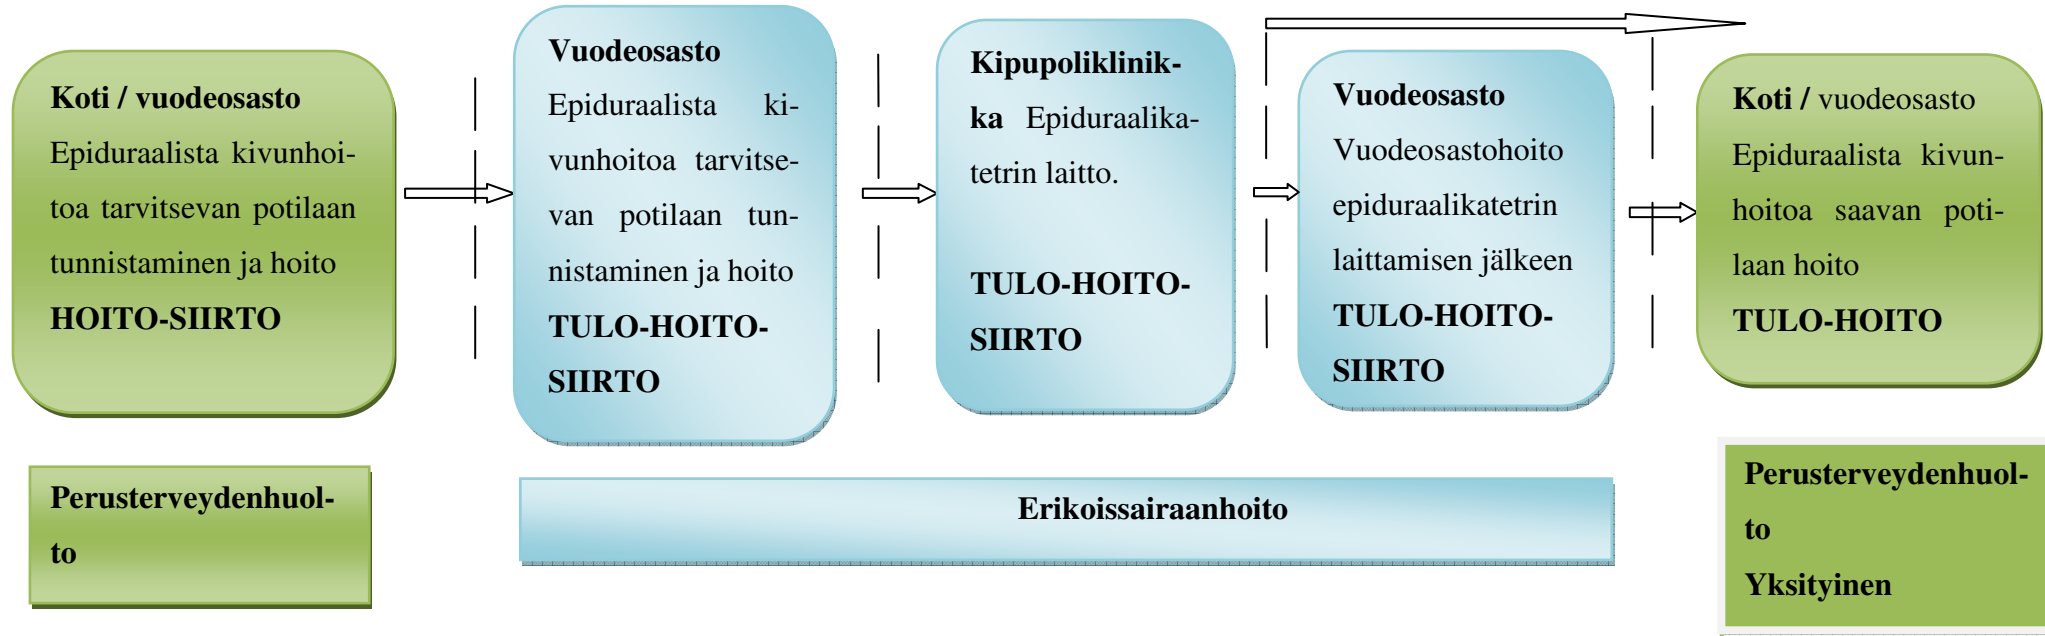 Koti / vuodeosasto
Epiduraalista kivunhoi-
toa tarvitsevan potilaan
tunnistaminen ja hoito
HOITO-SIIRTO
Vuodeosasto
Epiduraalista ki-
vunhoitoa tarvitse-
van potilaan tun-
nistaminen ja hoito
TULO-HOITO-
SIIRTO
Kipupoliklinik-
ka Epiduraalika-
tetrin laitto.
TULO-HOITO-
SIIRTO
Vuodeosasto
Vuodeosastohoito
epiduraalikatetrin
laittamisen jälkeen
TULO-HOITO-
SIIRTO
Koti / vuodeosasto
Epiduraalista kivun-
hoitoa saavan poti-
laan hoito
TULO-HOITO
Perusterveydenhuol-
to
Erikoissairaanhoito
Perusterveydenhuol-
to
Yksityinen